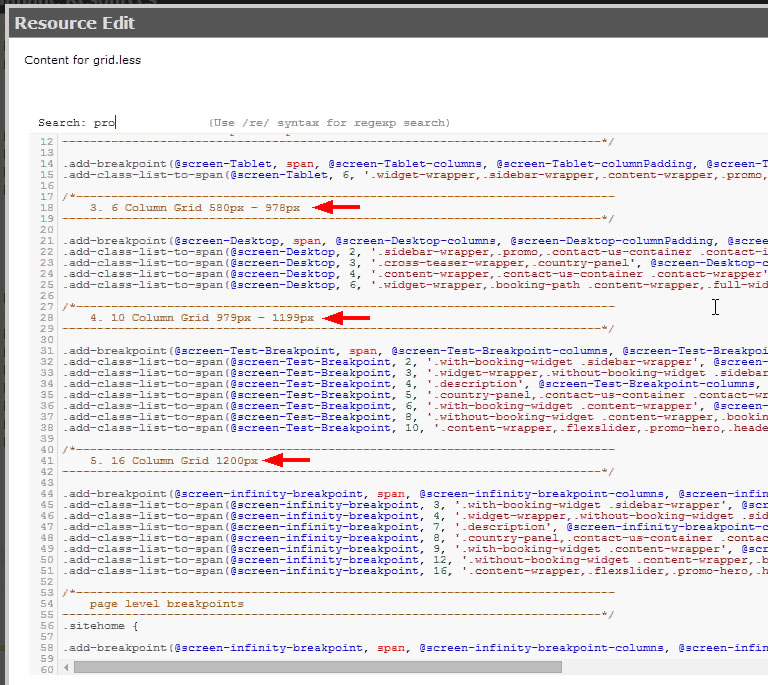 Resource Edit
Content for grid.less
Search: pro (Use /re/ syntax for regexp search)
12 -----------------------------------------------------------------------------*/
13
14 .add-breakpoint(@screen-Tablet, span, @screen-Tablet-columns, @screen-Tablet-columnPadding, @screen-T
15 .add-class-list-to-span(@screen-Tablet, 6, '.widget-wrapper,.sidebar-wrapper,.content-wrapper,.promo,
16
17 /*-----------------------------------------------------------------------------
18 3. 6 Column Grid 580px - 978px
19 -----------------------------------------------------------------------------*/
20
21 .add-breakpoint(@screen-Desktop, span, @screen-Desktop-columns, @screen-Desktop-columnPadding, @scree
22 .add-class-list-to-span(@screen-Desktop, 2, '.sidebar-wrapper,.promo,.contact-us-container .contact-i
23 .add-class-list-to-span(@screen-Desktop, 3, '.cross-teaser-wrapper,.country-panel', @screen-Desktop-c
24 .add-class-list-to-span(@screen-Desktop, 4, '.content-wrapper,.contact-us-container .contact-wrapper'
25 .add-class-list-to-span(@screen-Desktop, 6, '.widget-wrapper,.booking-path .content-wrapper,.full-wid
26
27 /*-----------------------------------------------------------------------------
28 4. 10 Column Grid 979px - 1199px
29 -----------------------------------------------------------------------------*/
30
31 .add-breakpoint(@screen-Test-Breakpoint, span, @screen-Test-Breakpoint-columns, @screen-Test-Breakpoi
32 .add-class-list-to-span(@screen-Test-Breakpoint, 2, '.with-booking-widget .sidebar-wrapper', @screen-
33 .add-class-list-to-span(@screen-Test-Breakpoint, 3, '.widget-wrapper,.without-booking-widget .sidebar
34 .add-class-list-to-span(@screen-Test-Breakpoint, 4, '.description', @screen-Test-Breakpoint-columns,
35 .add-class-list-to-span(@screen-Test-Breakpoint, 5, '.country-panel,.contact-us-container .contact-wr
36 .add-class-list-to-span(@screen-Test-Breakpoint, 6, '.with-booking-widget .content-wrapper', @screen-
37 .add-class-list-to-span(@screen-Test-Breakpoint, 8, '.without-booking-widget .content-wrapper,.bookin
38 .add-class-list-to-span(@screen-Test-Breakpoint, 10, '.content-wrapper,.flexslider,.promo-hero,.heade
39
40 /*-----------------------------------------------------------------------------
41 5. 16 Column Grid 1200px
42 -----------------------------------------------------------------------------*/
43
44 .add-breakpoint(@screen-infinity-breakpoint, span, @screen-infinity-breakpoint-columns, @screen-infin
45 .add-class-list-to-span(@screen-infinity-breakpoint, 3, '.with-booking-widget .sidebar-wrapper', @scr
46 .add-class-list-to-span(@screen-infinity-breakpoint, 4, '.widget-wrapper,.without-booking-widget .sid
47 .add-class-list-to-span(@screen-infinity-breakpoint, 7, '.description', @screen-infinity-breakpoint-c
48 .add-class-list-to-span(@screen-infinity-breakpoint, 8, '.country-panel,.contact-us-container .contac
49 .add-class-list-to-span(@screen-infinity-breakpoint, 9, '.with-booking-widget .content-wrapper', @scr
50 .add-class-list-to-span(@screen-infinity-breakpoint, 12, '.without-booking-widget .content-wrapper,.b
51 .add-class-list-to-span(@screen-infinity-breakpoint, 16, '.content-wrapper,.flexslider,.promo-hero,.h
52
53 /*-----------------------------------------------------------------------------
54 page level breakpoints
55 -----------------------------------------------------------------------------*/
56 .sitehome {
57
58 .add-breakpoint(@screen-infinity-breakpoint, span, @screen-infinity-breakpoint-columns, @screen-infin
59
60